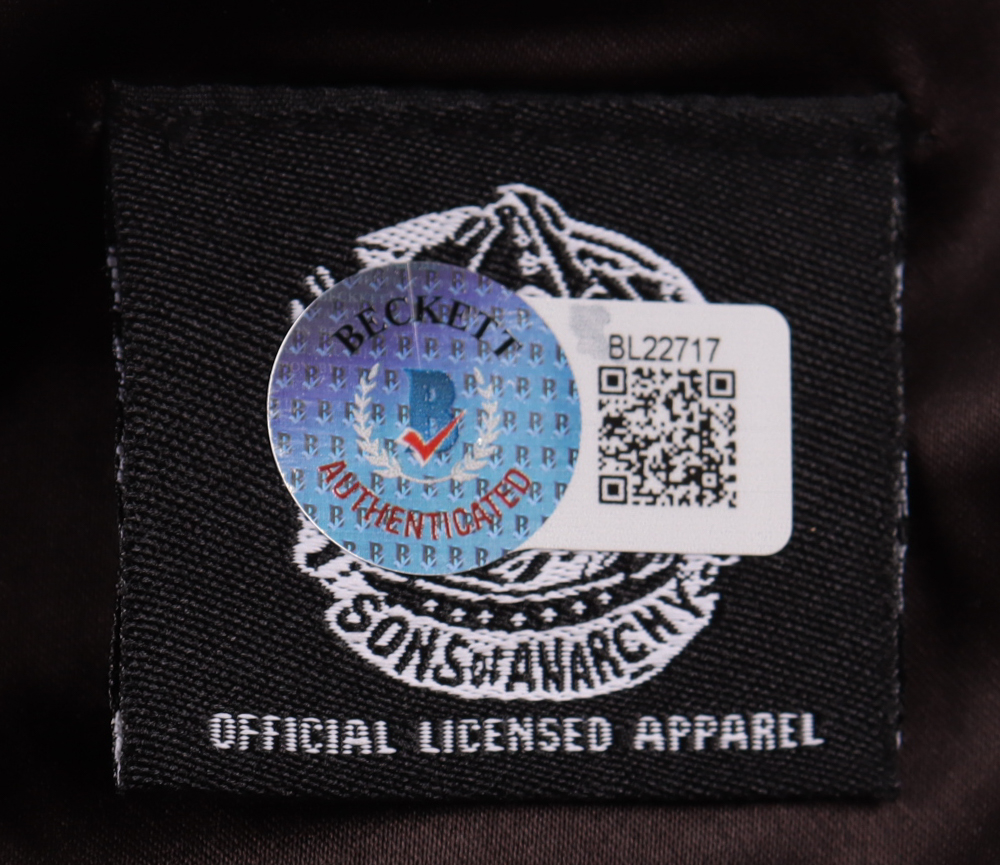 BECKETT
AUTHENTICATED
BL22717
SONS of ANARCHY
OFFICIAL LICENSED APPAREL